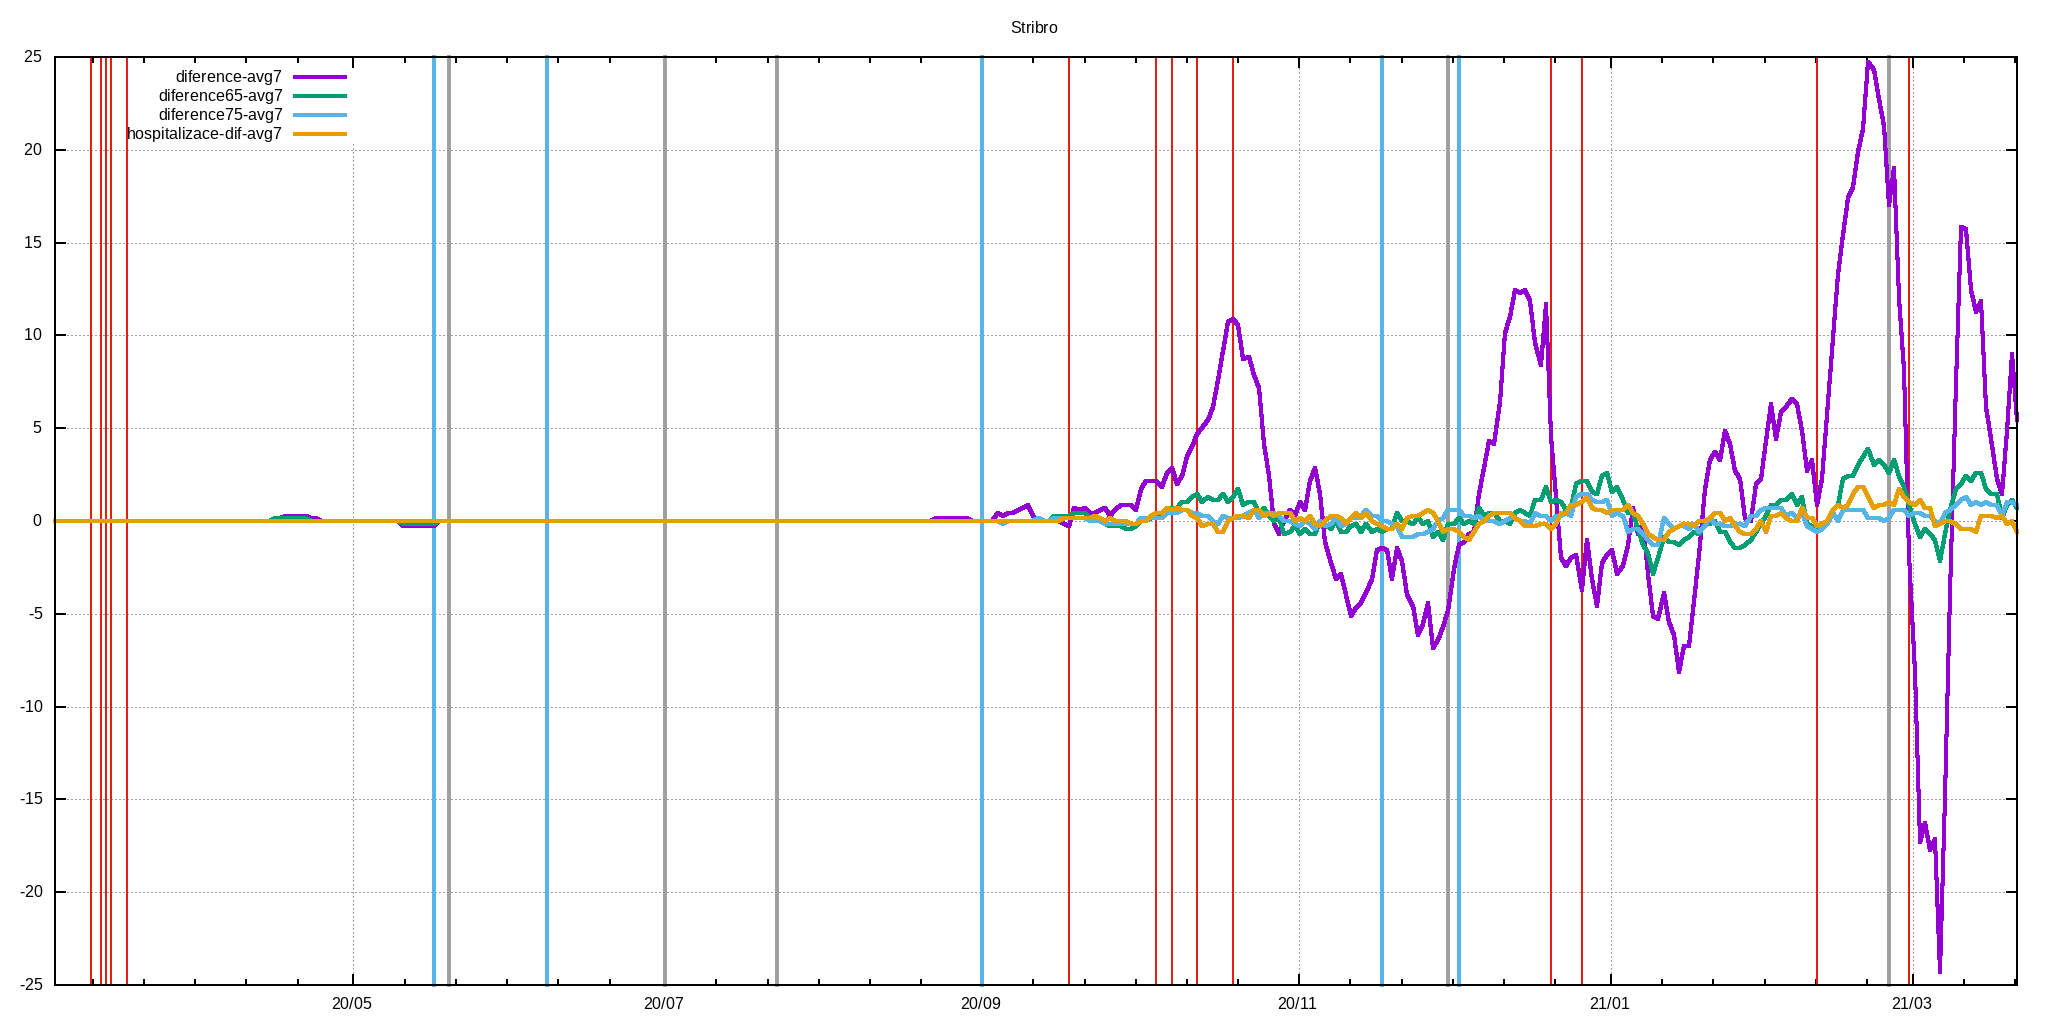 Stribro
diference-avg7
diference65-avg7
diference75-avg7
hospitalizace-dif-avg7
25
20
15
10
5
0
-5
-10
-15
-20
-25
20/05 20/07 20/09 20/11 21/01 21/03